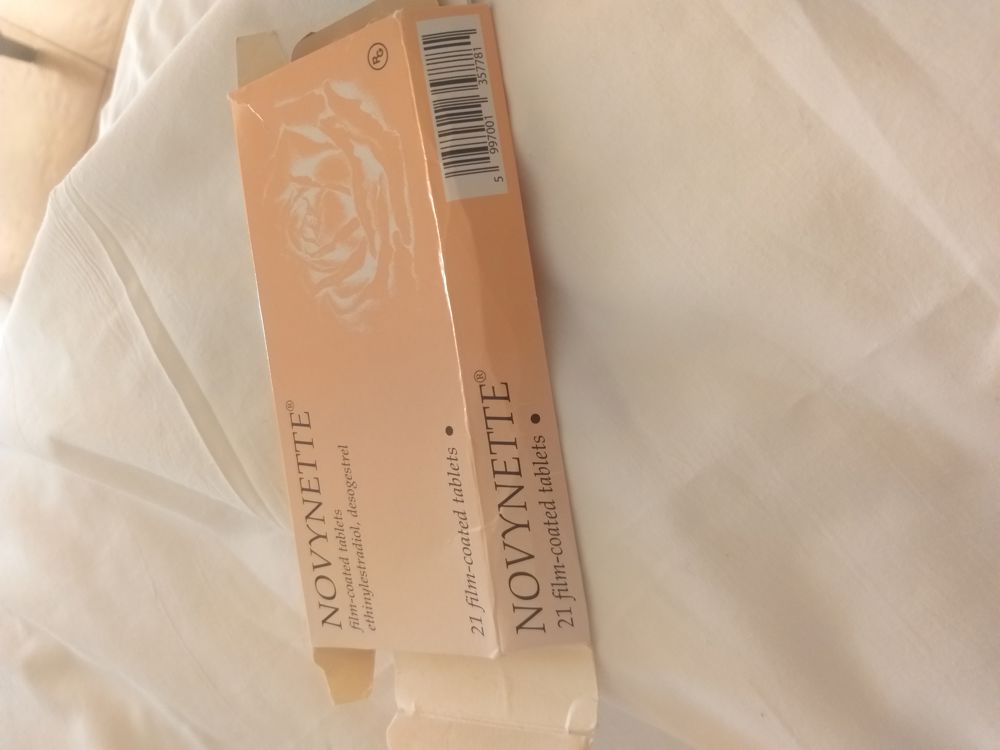 NOVYNETTE®
film-coated tablets
ethinylestradiol, desogestrel
21 film-coated tablets •
RG
NOVYNETTE®
21 film-coated tablets •
5 997001 357781